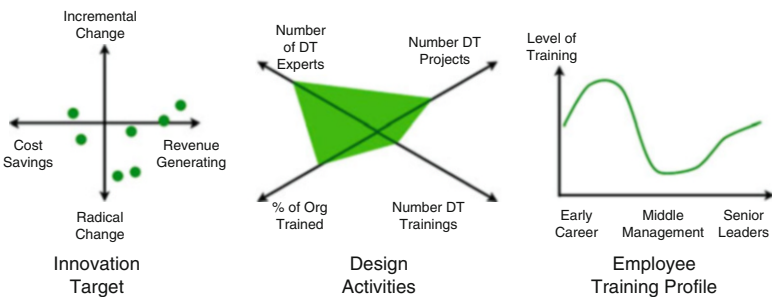 Incremental
Change
Cost
Savings
Revenue
Generating
Radical
Change
Innovation
Target
Number
of DT
Experts
Number DT
Projects
% of Org
Trained
Number DT
Trainings
Design
Activities
Level of
Training
Early
Career
Middle
Management
Senior
Leaders
Employee
Training Profile